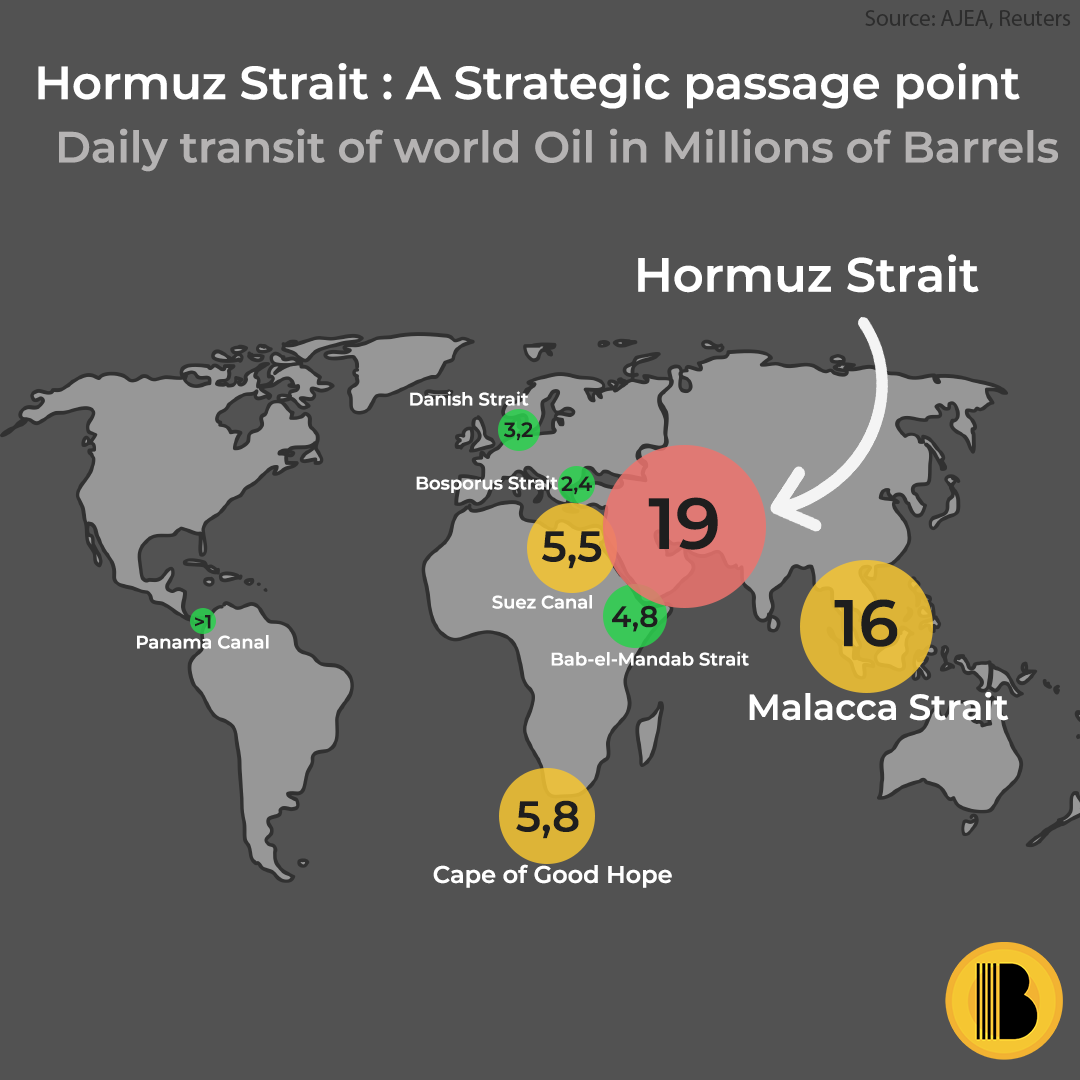 Source: AJEA, Reuters
Hormuz Strait : A Strategic passage point
Daily transit of world Oil in Millions of Barrels
Hormuz Strait
Danish Strait
3,2
Bosporus Strait
2,4
19
5,5
Suez Canal
4,8
Bab-el-Mandab Strait
>1
Panama Canal
16
Malacca Strait
5,8
Cape of Good Hope
B